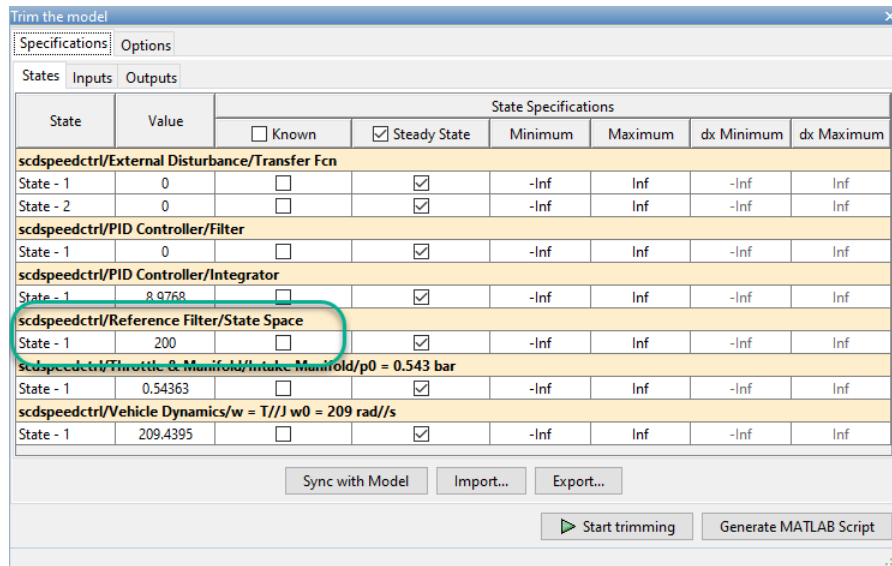 Trim the model
Specifications Options
States Inputs Outputs
State Value State Specifications
Known Steady State Minimum Maximum dx Minimum dx Maximum
scdspeedctrl/External Disturbance/Transfer Fcn
State - 1 0 -Inf Inf -Inf Inf
State - 2 0 -Inf Inf -Inf Inf
scdspeedctrl/PID Controller/Filter
State - 1 0 -Inf Inf -Inf Inf
scdspeedctrl/PID Controller/Integrator
State - 1 8.9768 -Inf Inf -Inf Inf
scdspeedctrl/Reference Filter/State Space
State - 1 200 -Inf Inf -Inf Inf
scdspeedctrl/Throttle & Manifold/Intake Manifold/p0 = 0.543 bar
State - 1 0.54363 -Inf Inf -Inf Inf
scdspeedctrl/Vehicle Dynamics/w = T//J w0 = 209 rad//s
State - 1 209.4395 -Inf Inf -Inf Inf
Sync with Model Import... Export...
Start trimming Generate MATLAB Script